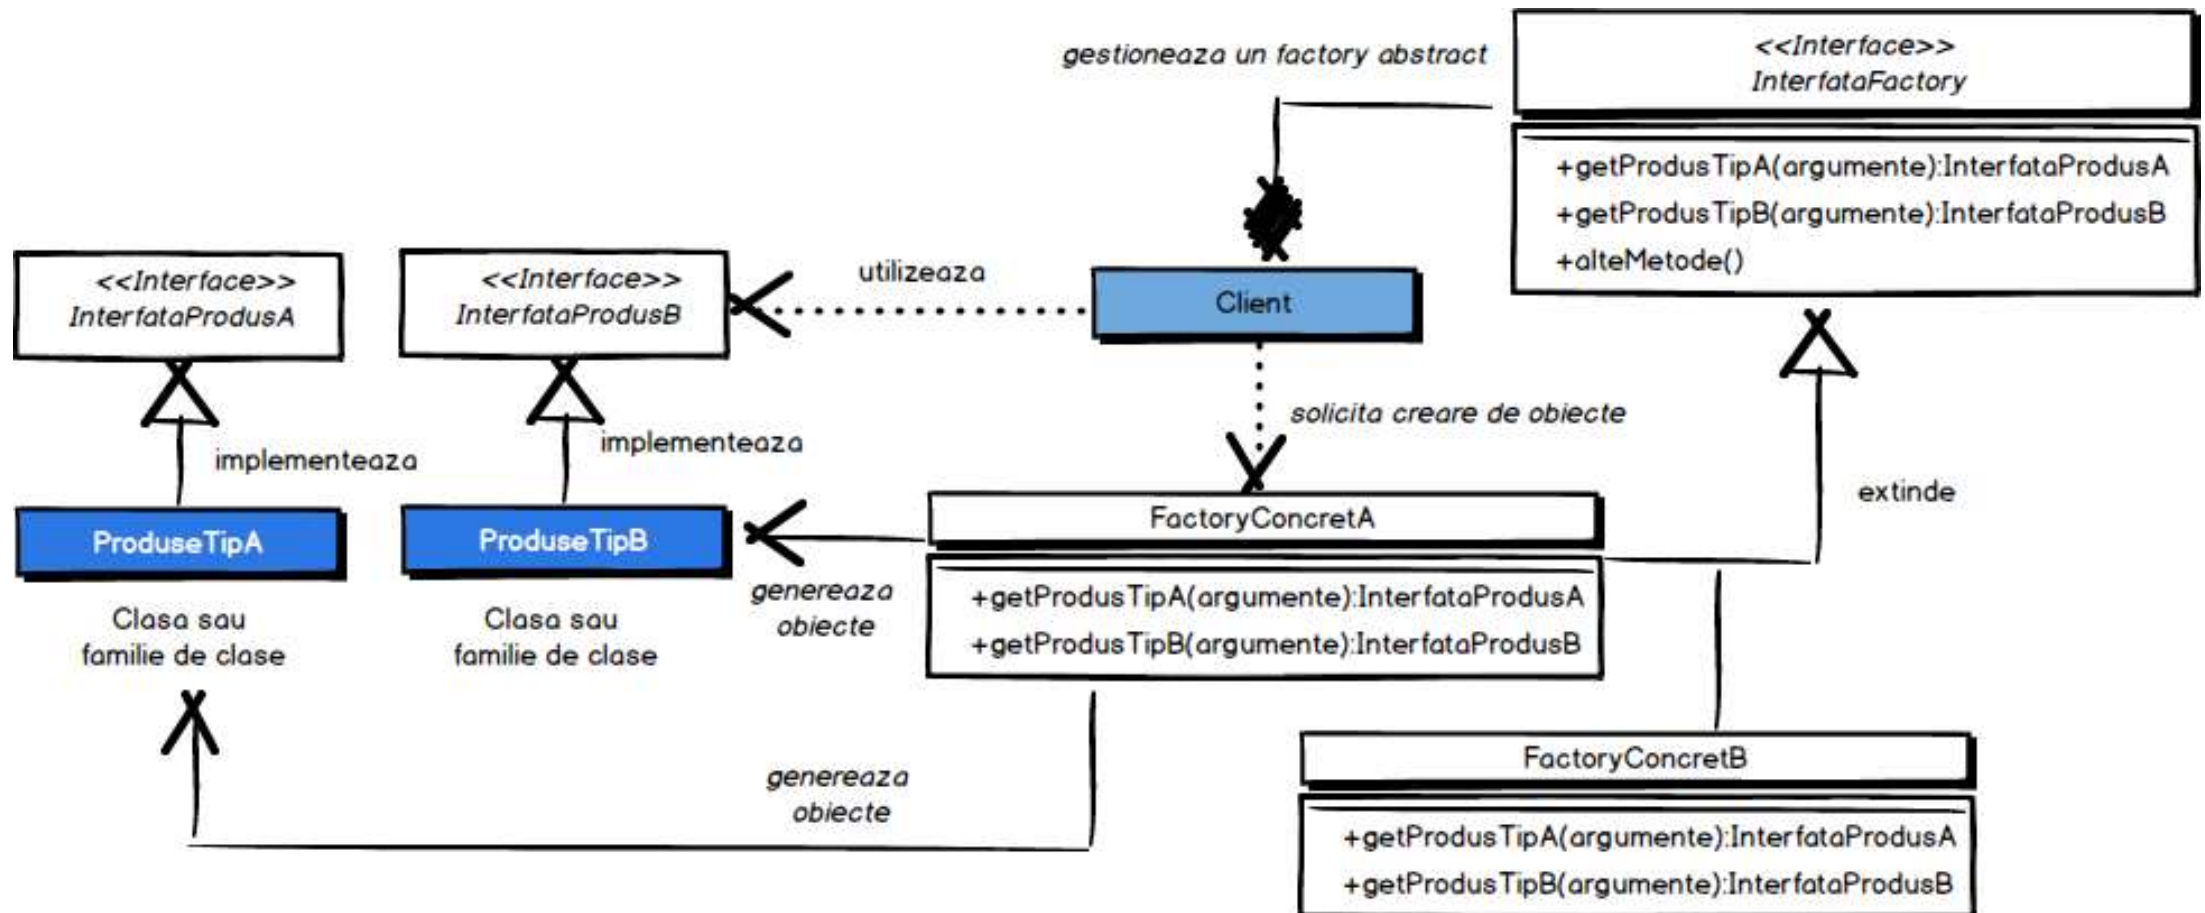 gestioneaza un factory abstract
<<Interface>>
InterfataFactory
+getProdusTipA(argumente):InterfataProdusA
+getProdusTipB(argumente):InterfataProdusB
+alteMetode()
<<Interface>>
InterfataProdusA
<<Interface>>
InterfataProdusB
utilizeaza
Client
solicita creare de obiecte
implementeaza
implementeaza
extinde
ProduseTipA
Clasa sau
familie de clase
ProduseTipB
Clasa sau
familie de clase
genereaza
obiecte
FactoryConcretA
+getProdusTipA(argumente):InterfataProdusA
+getProdusTipB(argumente):InterfataProdusB
genereaza
obiecte
FactoryConcretB
+getProdusTipA(argumente):InterfataProdusA
+getProdusTipB(argumente):InterfataProdusB